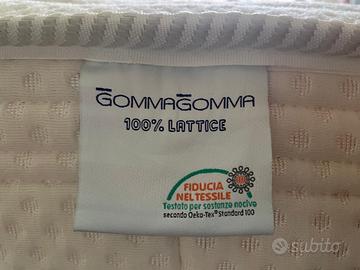 GOMMAGOMMA
100% LATTICE
FIDUCIA
NEL TESSILE
Testato per sostanze nocive
secondo Oeko-Tex® Standard 100
subito